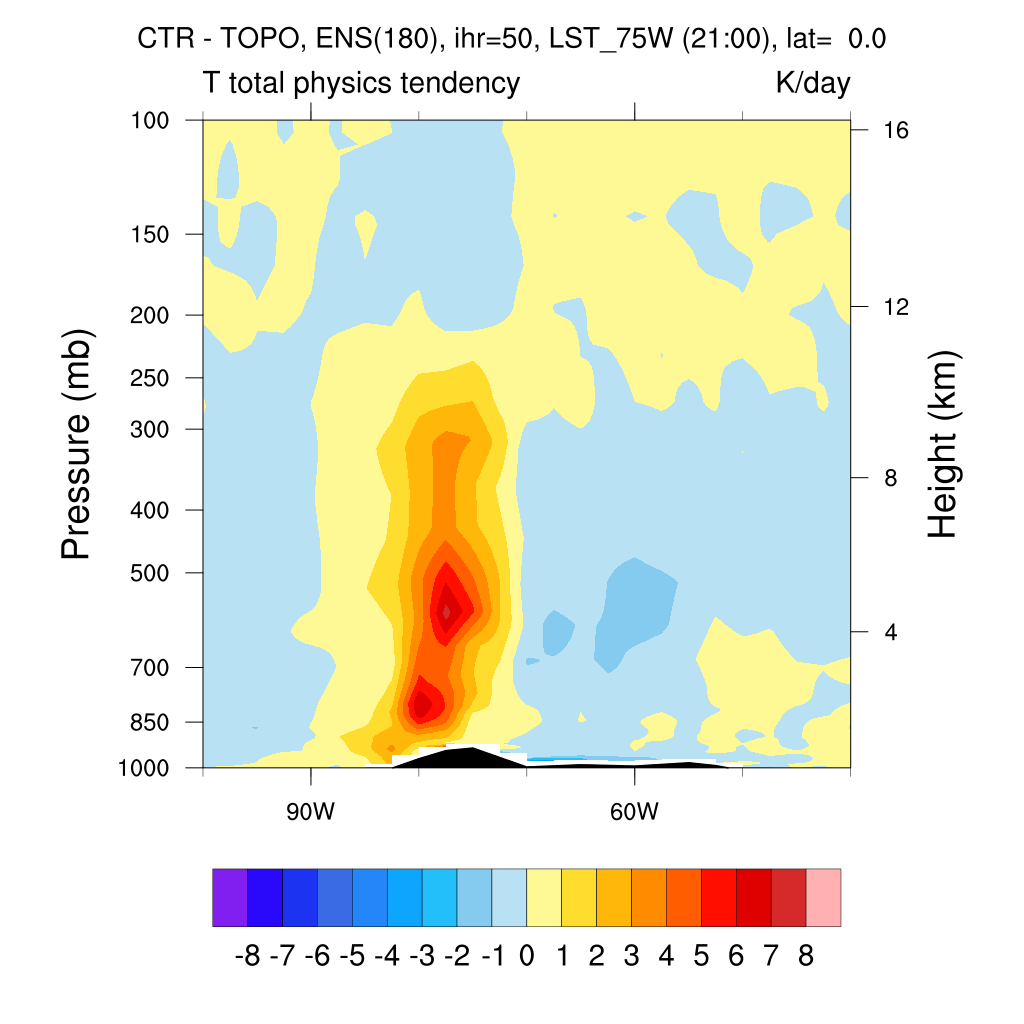 CTR - TOPO, ENS(180), ihr=50, LST_75W (21:00), lat=  0.0
T total physics tendency K/day
100
150
200
250
300
400
500
700
850
1000
Pressure (mb)
16
12
8
4
Height (km)
90W 60W
-8 -7 -6 -5 -4 -3 -2 -1 0 1 2 3 4 5 6 7 8